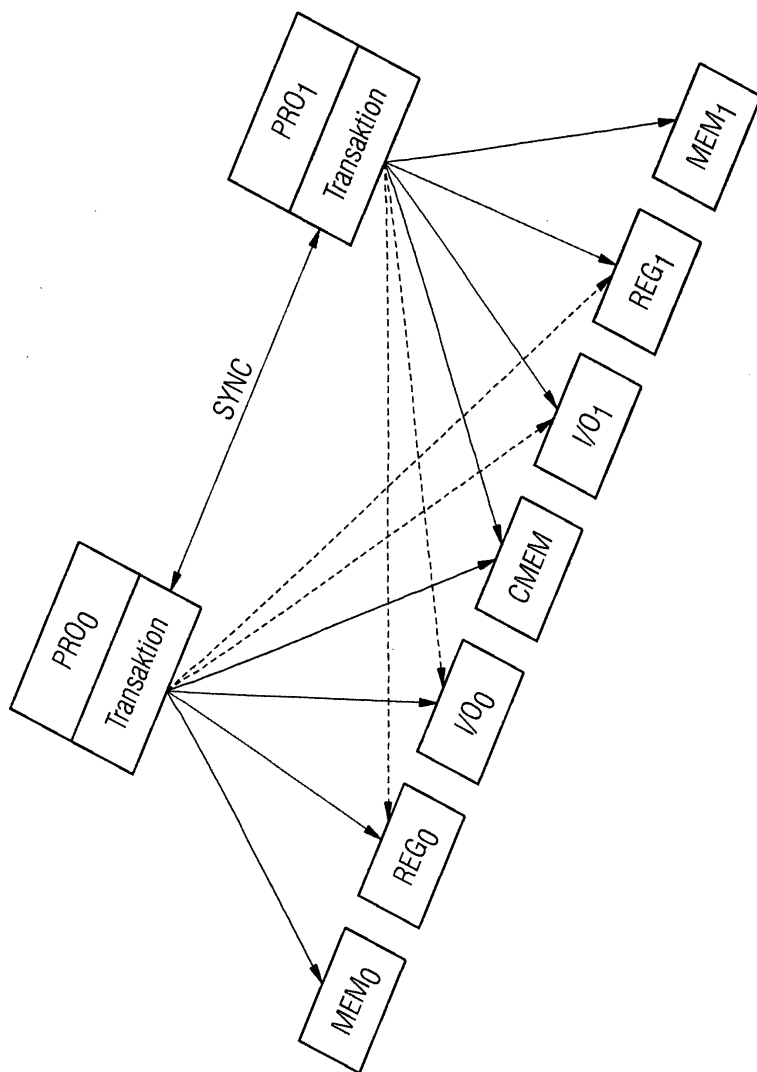 PRO₀
Transaktion
SYNC
PRO₁
Transaktion
MEM₀
REG₀
I/O₀
CMEM
I/O₁
REG₁
MEM₁